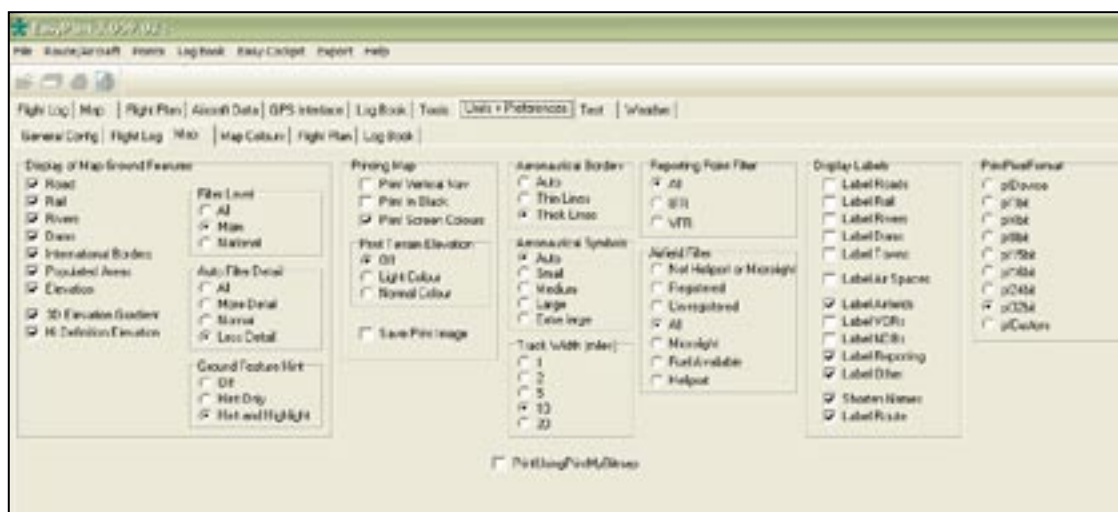 EasyPlan 3.059.02 :
File Route/Aircraft Points Log Book Easy Cockpit Export Help
Flight Log Map Flight Plan Aircraft Data GPS Interface Log Book Tools Units + Preferences Test Weather
General Config Flight Log Map Map Colours Flight Plan Log Book
Display of Map Ground Features
Road
Rail
Rivers
Dams
International Borders
Populated Areas
Elevation
3D Elevation Gradient
Hi Definition Elevation
Filter Level
All
Main
National
Auto Filter Detail
All
More Detail
Normal
Less Detail
Ground Feature Hint
Off
Hint Only
Hint and Highlight
Printing Map
Print Vertical Nav
Print in Black
Print Screen Colours
Print Terrain Elevation
Off
Light Colour
Normal Colour
Save Print Image
Aeronautical Borders
Auto
Thin Lines
Thick Lines
Aeronautical Symbols
Auto
Small
Medium
Large
Extra large
Track Width (miles)
1
2
5
10
20
Reporting Point Filter
All
IFR
VFR
Airfield Filter
Not Heliport or Microlight
Registered
Unregistered
All
Microlight
Fuel Available
Heliport
Display Labels
Label Roads
Label Rail
Label Rivers
Label Dams
Label Towns
Label Air Spaces
Label Airfields
Label VORs
Label NDBs
Label Reporting
Label Other
Shorten Names
Label Route
PrintPixelFormat
pfDevice
pf1bit
pf4bit
pf8bit
pf15bit
pf16bit
pf24bit
pf32bit
pfCustom
PrintUsingPrintMyBitmap